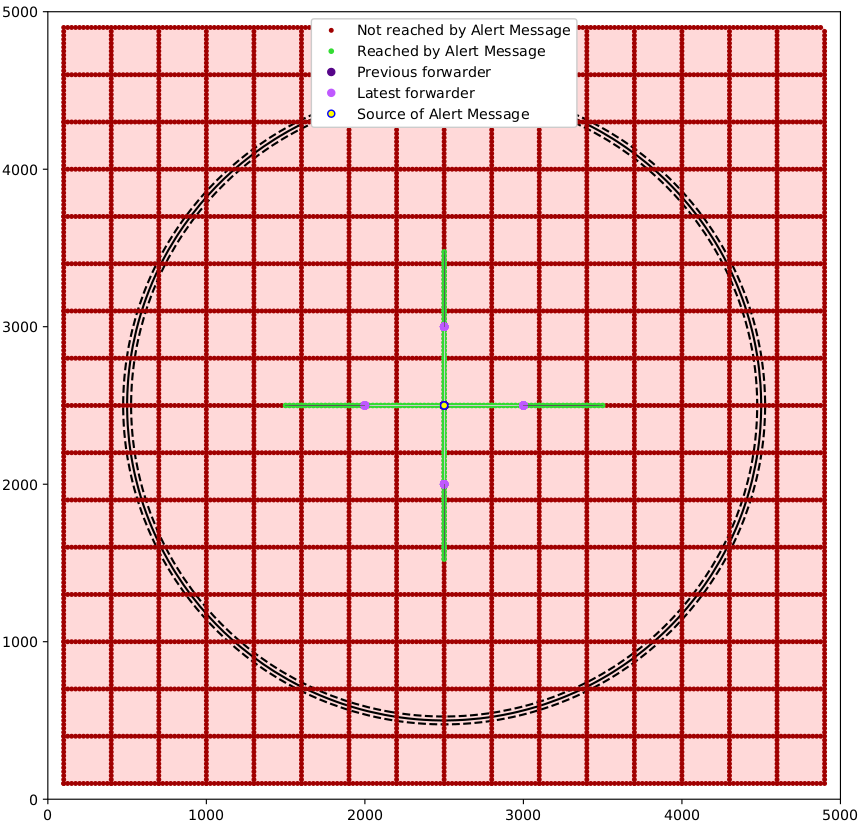 5000
Not reached by Alert Message
Reached by Alert Message
Previous forwarder
Latest forwarder
Source of Alert Message
4000
3000
2000
1000
0
0 1000 2000 3000 4000 5000